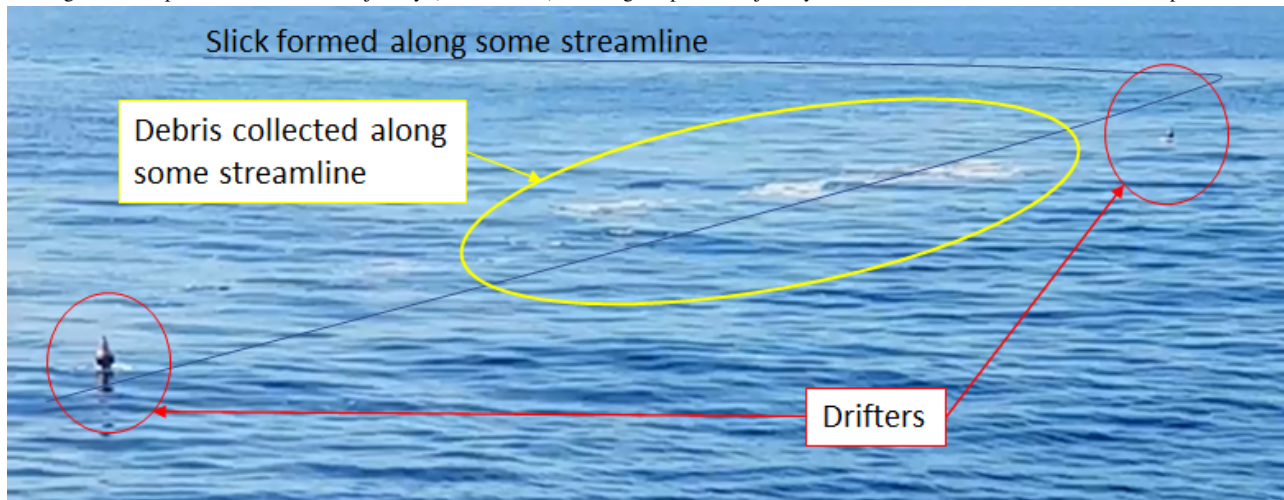 Slick formed along some streamline
Debris collected along
some streamline
Drifters